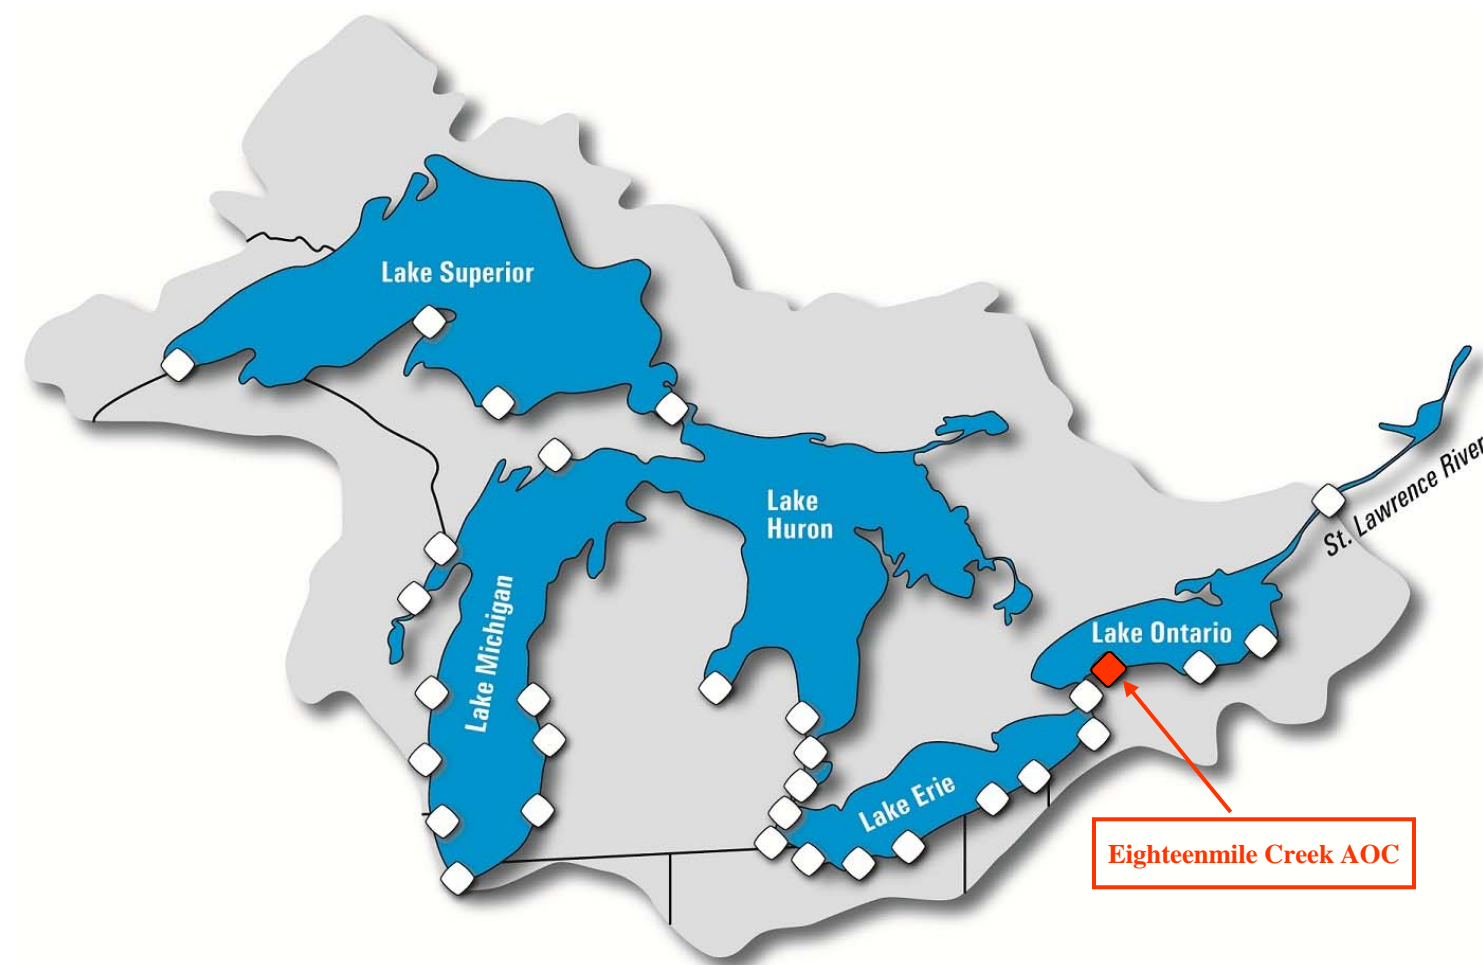 Lake Superior
Lake
Huron
St. Lawrence River
Lake Michigan
Lake Ontario
Lake Erie
Eighteenmile Creek AOC